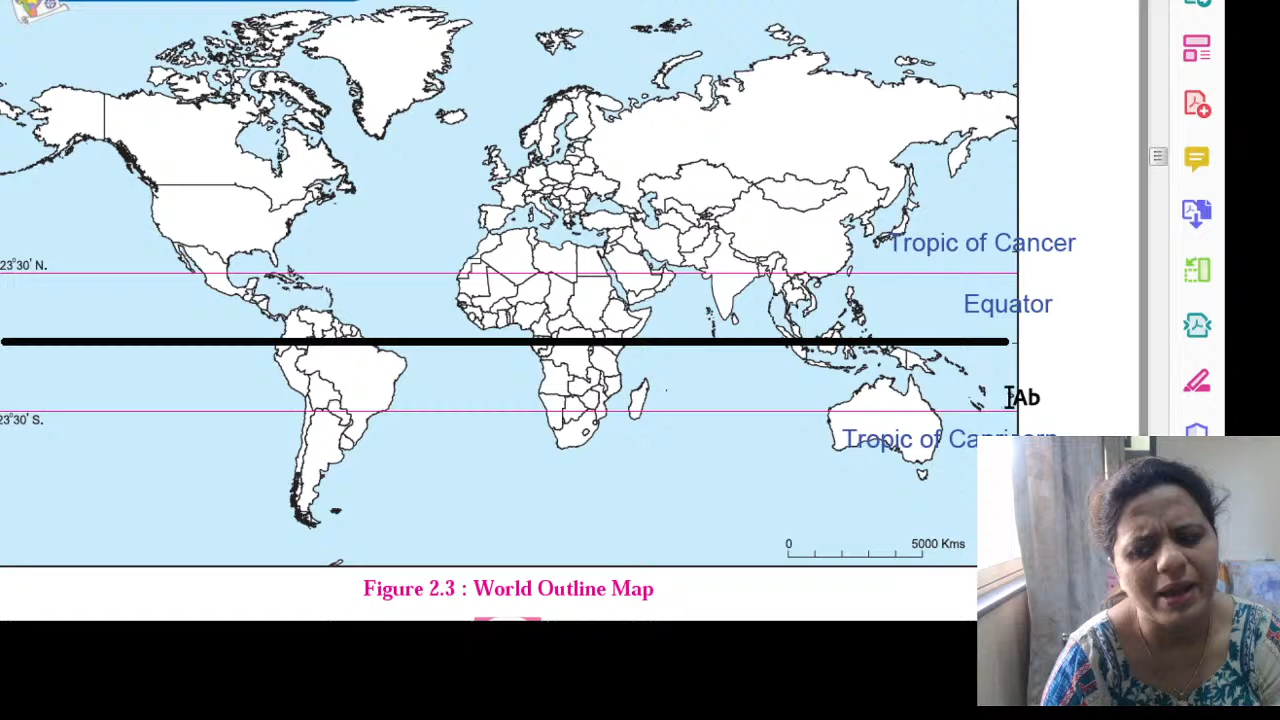 Tropic of Cancer
23°30' N.
Equator
Ab
23°30' S.
Tropic of Capricorn
0 5000 Kms
Figure 2.3 : World Outline Map